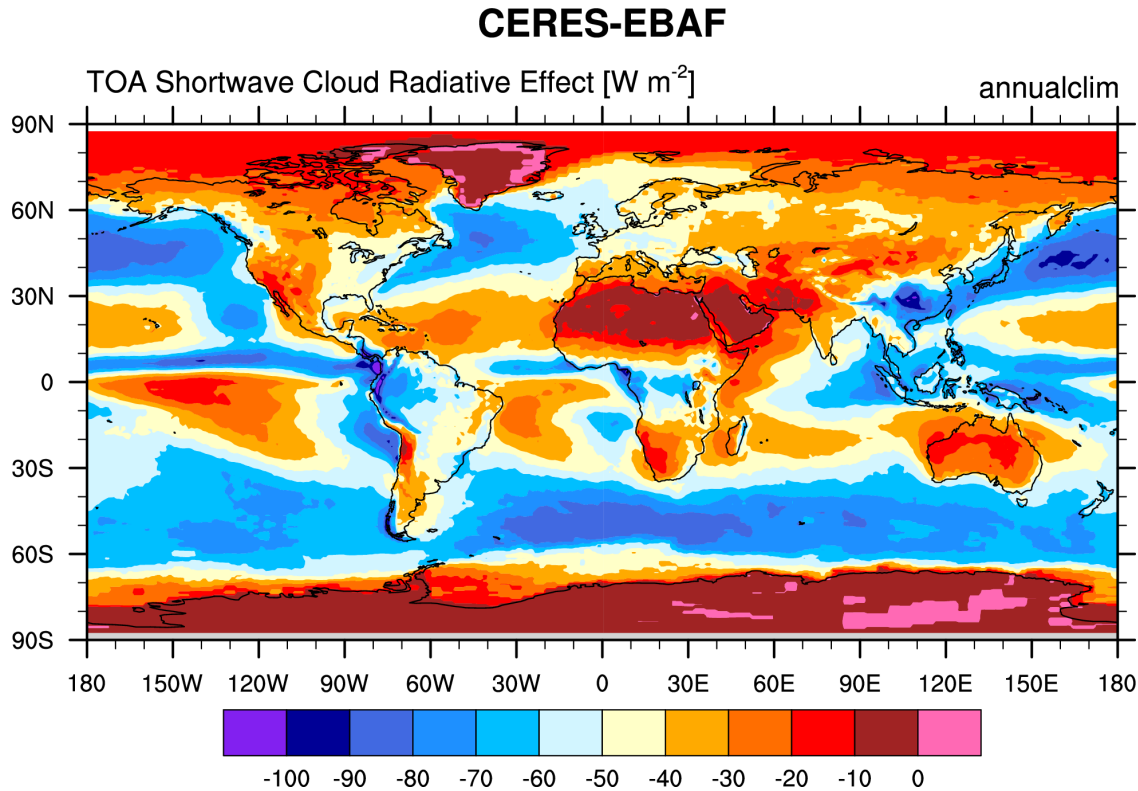 CERES-EBAF
TOA Shortwave Cloud Radiative Effect [W m⁻²]
annualclim
90N
60N
30N
0
30S
60S
90S
180 150W 120W 90W 60W 30W 0 30E 60E 90E 120E 150E 180
-100 -90 -80 -70 -60 -50 -40 -30 -20 -10 0